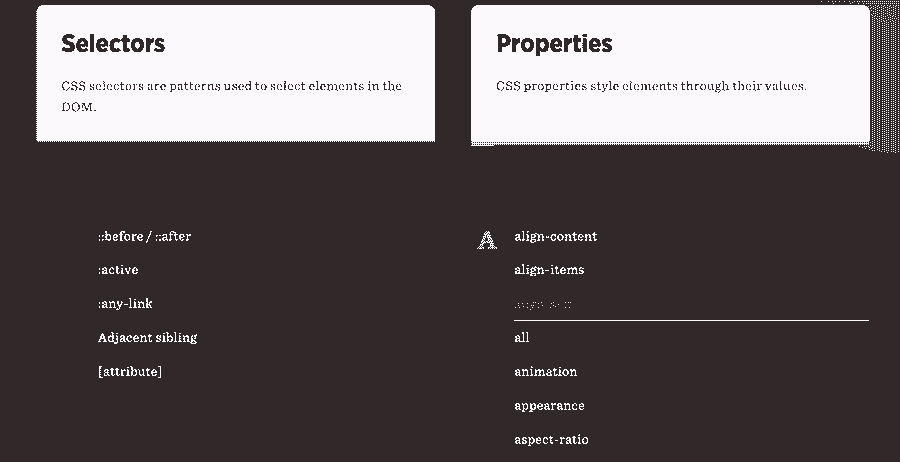 Selectors
CSS selectors are patterns used to select elements in the
DOM.
Properties
CSS properties style elements through their values.
::before / ::after
:active
:any-link
Adjacent sibling
[attribute]
A
align-content
align-items
all
animation
appearance
aspect-ratio